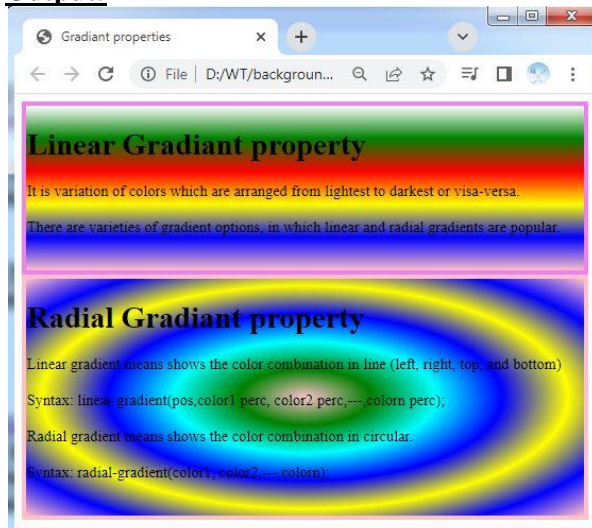 Gradiant properties
File | D:/WT/backgroun...
Linear Gradiant property
It is variation of colors which are arranged from lightest to darkest or visa-versa.
There are varieties of gradient options, in which linear and radial gradients are popular.
Radial Gradiant property
Linear gradient means shows the color combination in line (left, right, top, and bottom)
Syntax: linear-gradient(pos,color1 perc, color2 perc,---,colorn perc);
Radial gradient means shows the color combination in circular.
Syntax: radial-gradient(color1, color2,---,colorn);